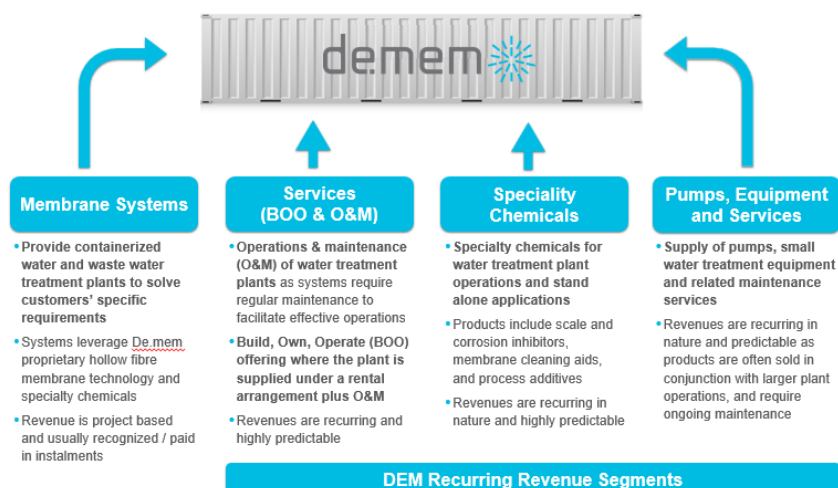 de.mem
Membrane Systems
• Provide containerized
water and waste water
treatment plants to solve
customers' specific
requirements
• Systems leverage De.mem
proprietary hollow fibre
membrane technology and
specialty chemicals
• Revenue is project based
and usually recognized / paid
in instalments
Services
(BOO & O&M)
• Operations & maintenance
(O&M) of water treatment
plants as systems require
regular maintenance to
facilitate effective operations
• Build, Own, Operate (BOO)
offering where the plant is
supplied under a rental
arrangement plus O&M
• Revenues are recurring and
highly predictable
Speciality
Chemicals
• Specialty chemicals for
water treatment plant
operations and stand
alone applications
• Products include scale and
corrosion inhibitors,
membrane cleaning aids,
and process additives
• Revenues are recurring in
nature and highly predictable
Pumps, Equipment
and Services
• Supply of pumps, small
water treatment equipment
and related maintenance
services
• Revenues are recurring in
nature and predictable as
products are often sold in
conjunction with larger plant
operations, and require
ongoing maintenance
DEM Recurring Revenue Segments